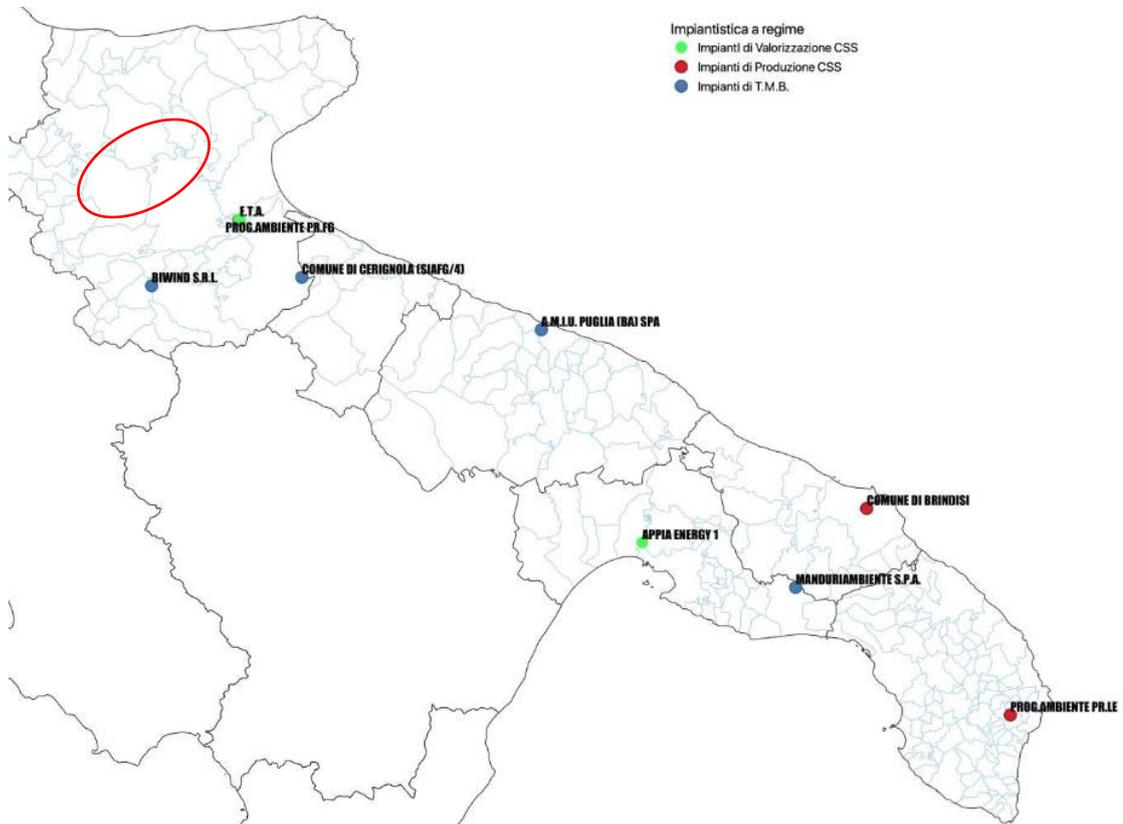 Impiantistica a regime
ImpiantI di Valorizzazione CSS
Impianti di Produzione CSS
Impianti di T.M.B.
E.T.A.
PROG.AMBIENTE PR.FG
BIWIND S.R.L.
COMUNE DI CERIGNOLA (SIAFG/4)
A.M.I.U. PUGLIA (BA) SPA
COMUNE DI BRINDISI
APPIA ENERGY 1
MANDURIAMBIENTE S.P.A.
PROG.AMBIENTE PR.LE